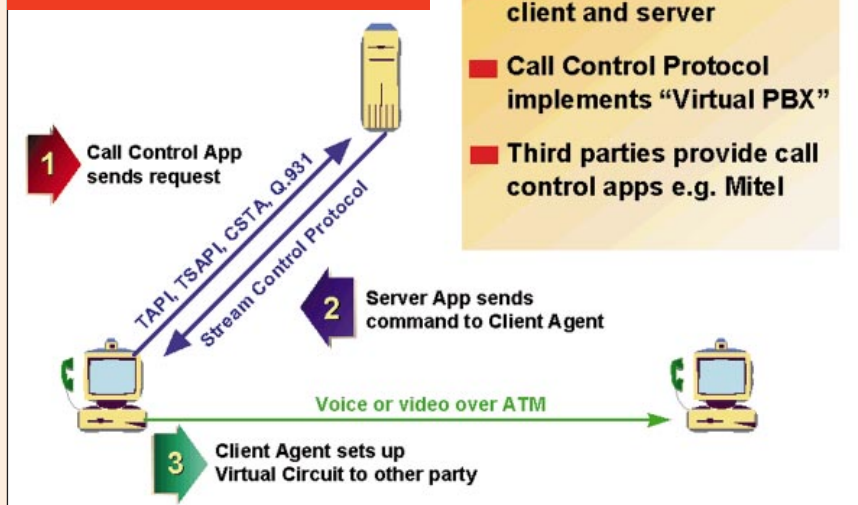 client and server
Call Control Protocol
implements “Virtual PBX”
Third parties provide call
control apps e.g. Mitel
1
Call Control App
sends request
TAPI, TSAPI, CSTA, Q.931
Stream Control Protocol
2
Server App sends
command to Client Agent
Voice or video over ATM
3
Client Agent sets up
Virtual Circuit to other party